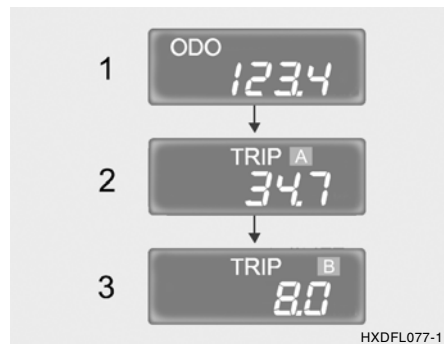 ODO
1 123.4
TRIP A
2 34.7
TRIP B
3 8.0
HXDFL077-1